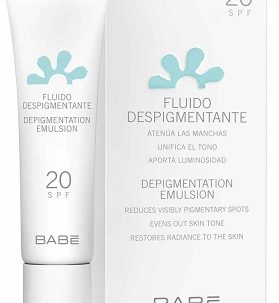 FLUIDO
DESPIGMENTANTE
DEPIGMENTATION
EMULSION
20
SPF
BABÉ
20
SPF
FLUIDO
DESPIGMENTANTE
ATENÚA LAS MANCHAS
UNIFICA EL TONO
APORTA LUMINOSIDAD
DEPIGMENTATION
EMULSION
REDUCES VISIBLY PIGMENTARY SPOTS
EVENS OUT SKIN TONE
RESTORES RADIANCE TO THE SKIN
BABÉ